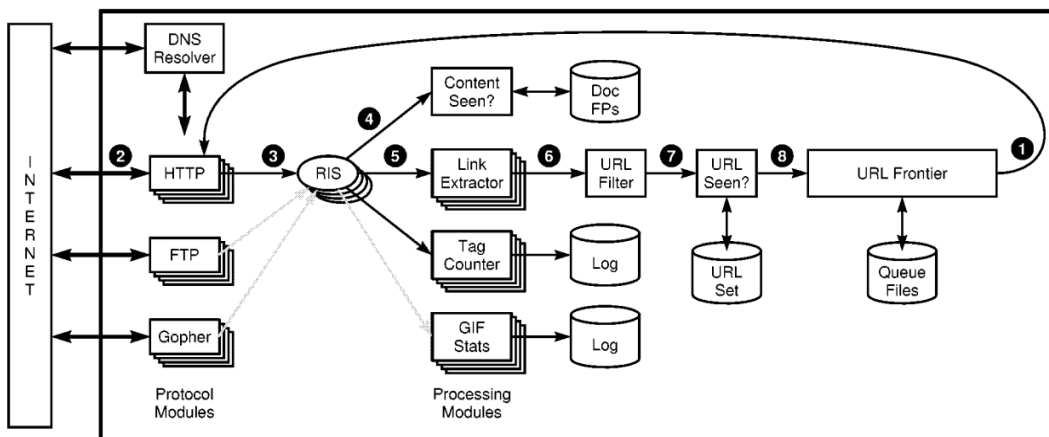 INTERNET
DNS
Resolver
HTTP
FTP
Gopher
Protocol
Modules
2
3
RIS
4
5
Content
Seen?
Doc
FPs
Link
Extractor
6
URL
Filter
7
URL
Seen?
8
URL Frontier
1
Tag
Counter
Log
URL
Set
Queue
Files
GIF
Stats
Log
Processing
Modules